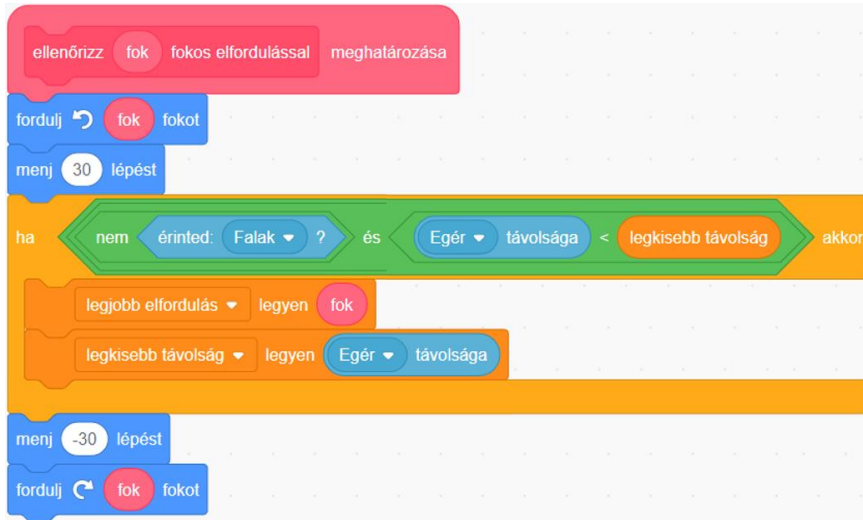 ellenőrizz fok fokos elfordulással meghatározása
fordulj fok fokot
menj 30 lépést
ha nem érinted: Falak ? és Egér távolsága < legkisebb távolság akkor
legjobb elfordulás legyen fok
legkisebb távolság legyen Egér távolsága
menj -30 lépést
fordulj fok fokot